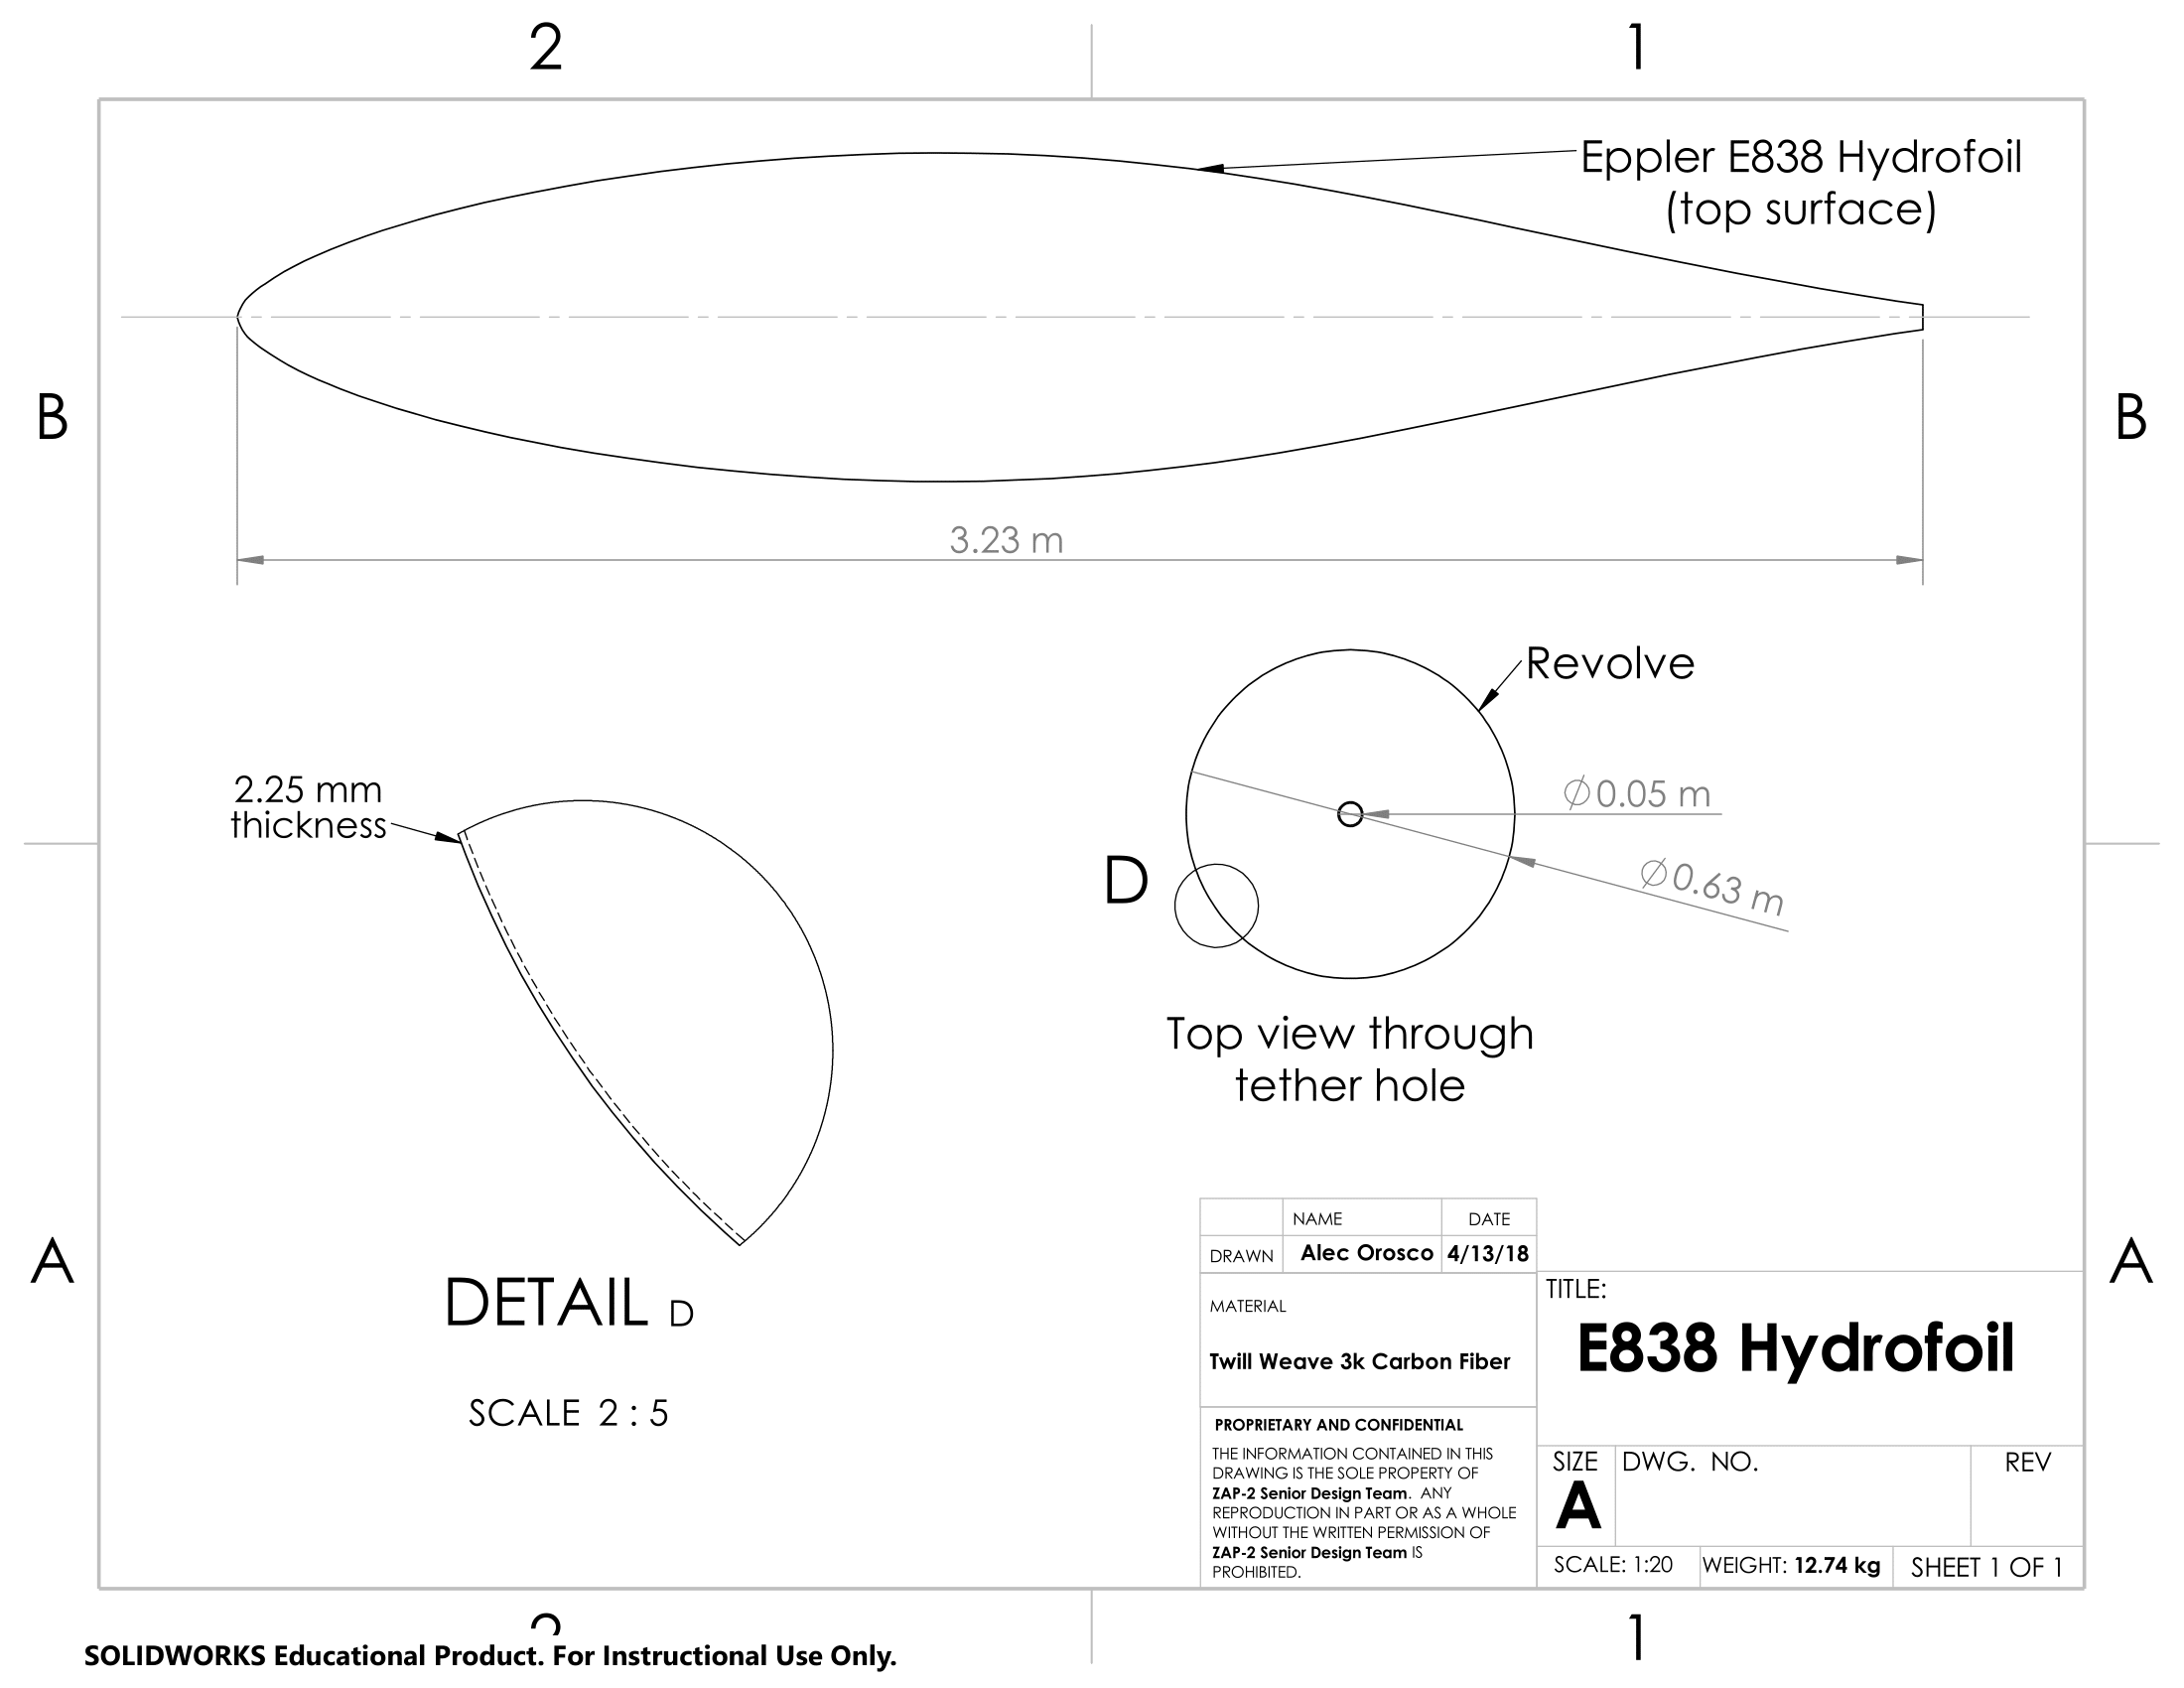 2
1
Eppler E838 Hydrofoil
(top surface)
B
B
3.23 m
Revolve
2.25 mm
thickness
∅0.05 m
D
∅0.63 m
Top view through
tether hole
A
A
DETAIL D
SCALE 2 : 5
NAME
DATE
DRAWN
Alec Orosco
4/13/18
MATERIAL
Twill Weave 3k Carbon Fiber
PROPRIETARY AND CONFIDENTIAL
THE INFORMATION CONTAINED IN THIS
DRAWING IS THE SOLE PROPERTY OF
ZAP-2 Senior Design Team. ANY
REPRODUCTION IN PART OR AS A WHOLE
WITHOUT THE WRITTEN PERMISSION OF
ZAP-2 Senior Design Team IS
PROHIBITED.
TITLE:
E838 Hydrofoil
SIZE
A
DWG. NO.
REV
SCALE: 1:20
WEIGHT: 12.74 kg
SHEET 1 OF 1
2
1
SOLIDWORKS Educational Product. For Instructional Use Only.